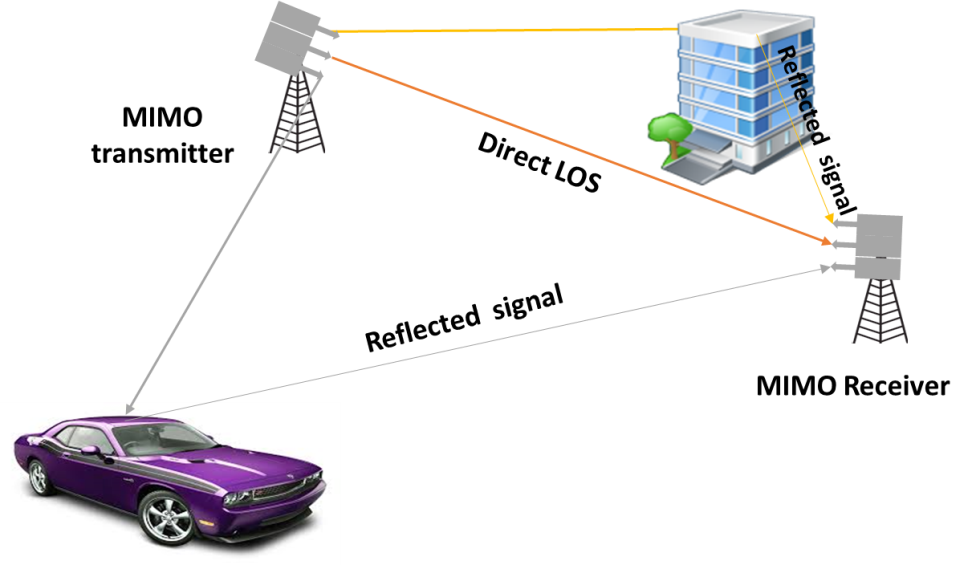 MIMO
transmitter
Reflected signal
Direct LOS
Reflected signal
MIMO Receiver